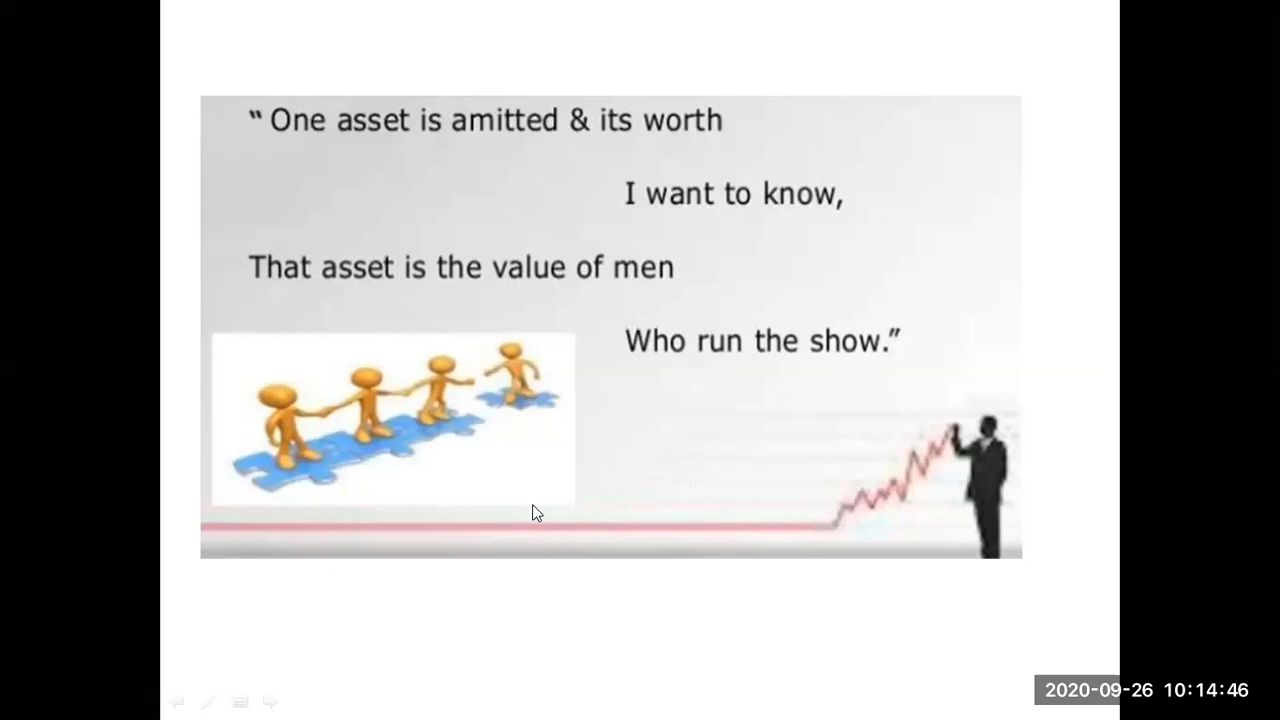 “ One asset is amitted & its worth
I want to know,
That asset is the value of men
Who run the show.”
2020-09-26 10:14:46